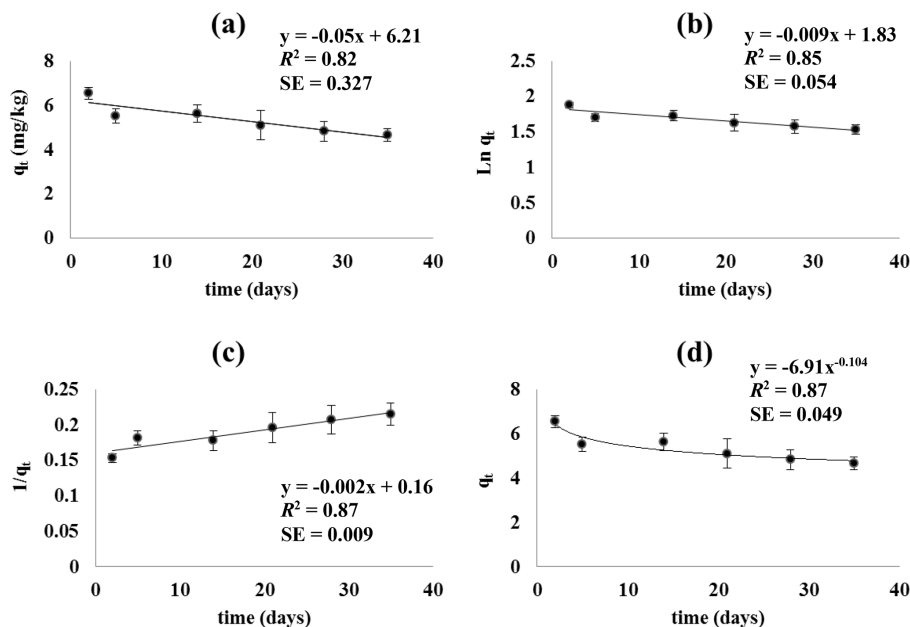 (a)
y = -0.05x + 6.21
R² = 0.82
SE = 0.327
8
6
4
2
0
qt (mg/kg)
0 10 20 30 40
time (days)
(b)
y = -0.009x + 1.83
R² = 0.85
SE = 0.054
2.5
2
1.5
1
0.5
0
Ln qt
0 10 20 30 40
time (days)
(c)
0.25
0.2
0.15
0.1
0.05
0
1/qt
y = -0.002x + 0.16
R² = 0.87
SE = 0.009
0 10 20 30 40
time (days)
(d)
y = -6.91x^-0.104
R² = 0.87
SE = 0.049
8
6
4
2
0
qt
0 10 20 30 40
time (days)